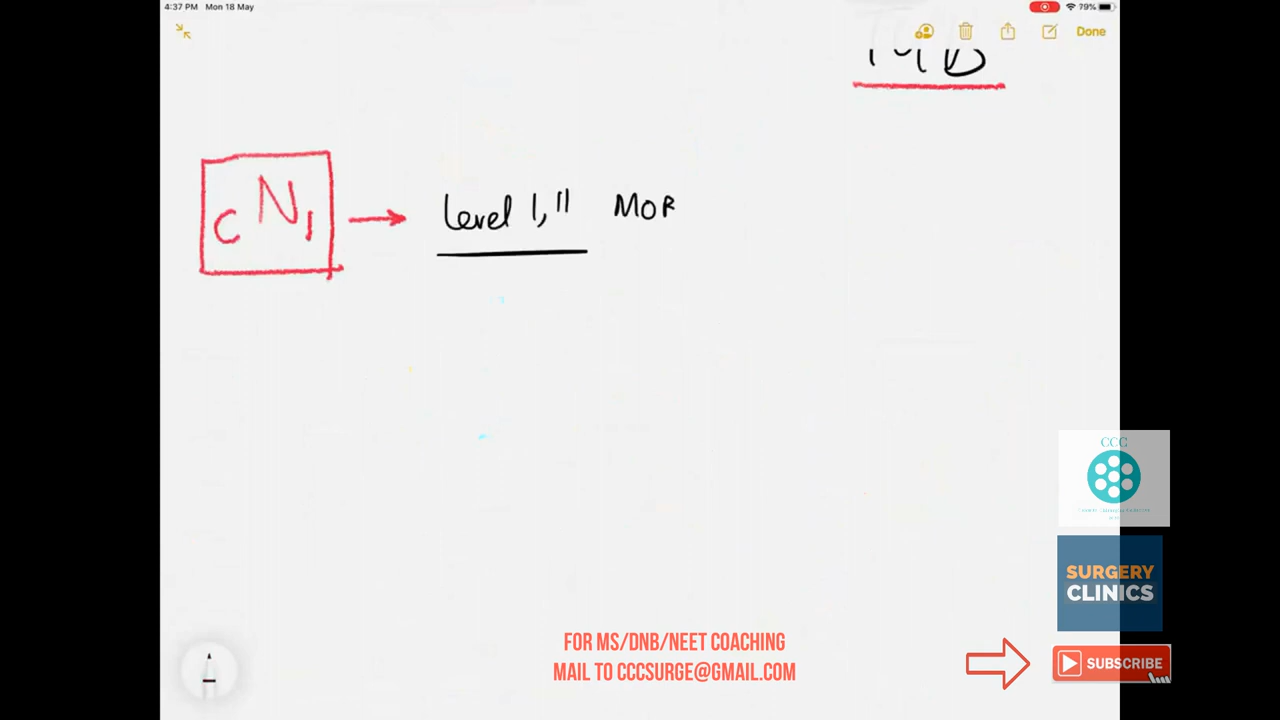 4:37 PM Mon 18 May
79%
Done
c N1 → Level I, II MOR
CCC
SURGERY
CLINICS
FOR MS/DNB/NEET COACHING
MAIL TO CCCSURGE@GMAIL.COM
SUBSCRIBE